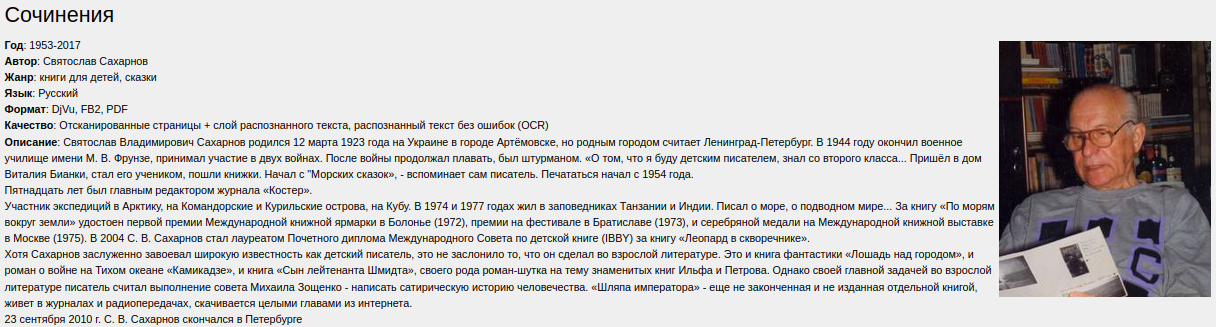 Сочинения
Год: 1953-2017
Автор: Святослав Сахарнов
Жанр: книги для детей, сказки
Язык: Русский
Формат: DjVu, FB2, PDF
Качество: Отсканированные страницы + слой распознанного текста, распознанный текст без ошибок (OCR)
Описание: Святослав Владимирович Сахарнов родился 12 марта 1923 года на Украине в городе Артёмовске, но родным городом считает Ленинград-Петербург. В 1944 году окончил военное
училище имени М. В. Фрунзе, принимал участие в двух войнах. После войны продолжал плавать, был штурманом. «О том, что я буду детским писателем, знал со второго класса... Пришёл в дом
Виталия Бианки, стал его учеником, пошли книжки. Начал с "Морских сказок», - вспоминает сам писатель. Печататься начал с 1954 года.
Пятнадцать лет был главным редактором журнала «Костер».
Участник экспедиций в Арктику, на Командорские и Курильские острова, на Кубу. В 1974 и 1977 годах жил в заповедниках Танзании и Индии. Писал о море, о подводном мире... За книгу «По морям
вокруг земли» удостоен первой премии Международной книжной ярмарки в Болонье (1972), премии на фестивале в Братиславе (1973), и серебряной медали на Международной книжной выставке
в Москве (1975). В 2004 С. В. Сахарнов стал лауреатом Почетного диплома Международного Совета по детской книге (IBBY) за книгу «Леопард в скворечнике».
Хотя Сахарнов заслуженно завоевал широкую известность как детский писатель, это не заслонило то, что он сделал во взрослой литературе. Это и книга фантастики «Лошадь над городом», и
роман о войне на Тихом океане «Камикадзе», и книга «Сын лейтенанта Шмидта», своего рода роман-шутка на тему знаменитых книг Ильфа и Петрова. Однако своей главной задачей во взрослой
литературе писатель считал выполнение совета Михаила Зощенко - написать сатирическую историю человечества. «Шляпа императора» - еще не законченная и не изданная отдельной книгой,
живет в журналах и радиопередачах, скачивается целыми главами из интернета.
23 сентября 2010 г. С. В. Сахарнов скончался в Петербурге